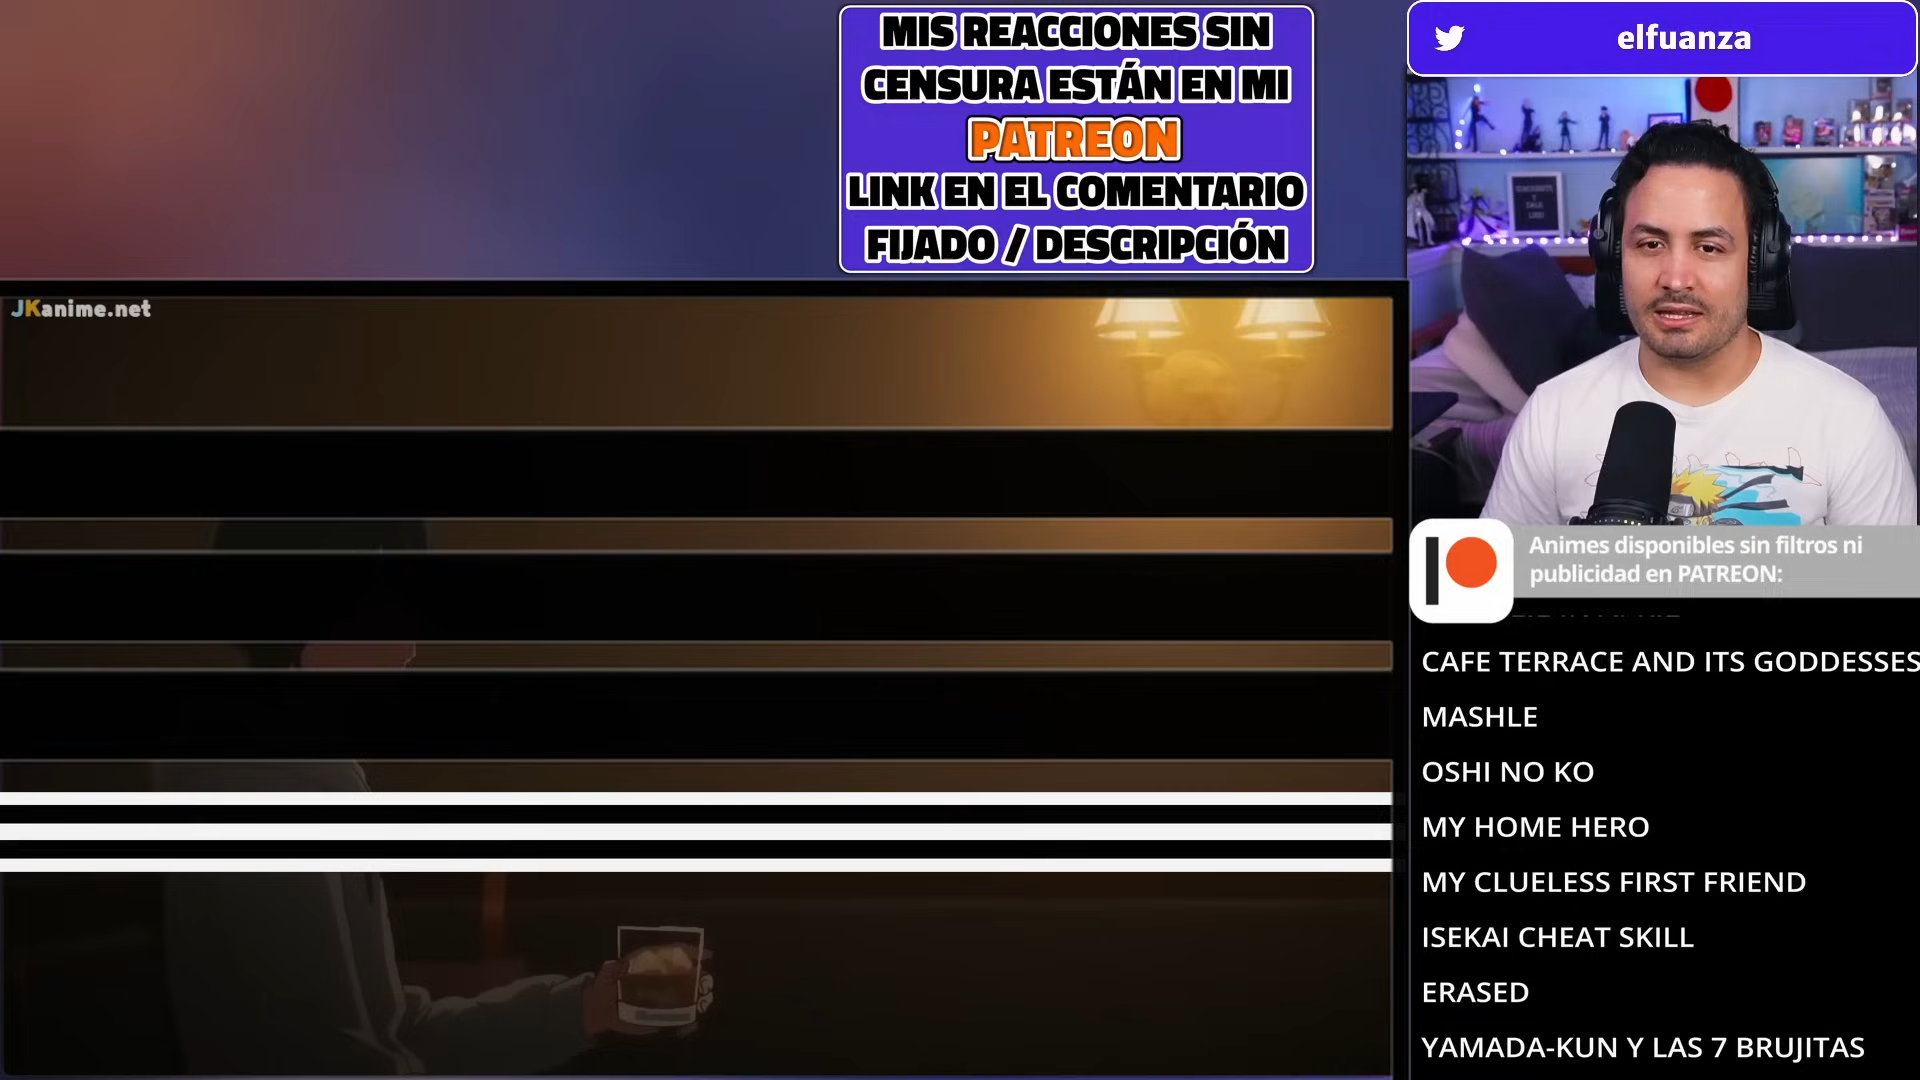 MIS REACCIONES SIN
CENSURA ESTÁN EN MI
PATREON
LINK EN EL COMENTARIO
FIJADO / DESCRIPCIÓN
elfuanza
JKanime.net
Animes disponibles sin filtros ni
publicidad en PATREON:
CAFE TERRACE AND ITS GODDESSES
MASHLE
OSHI NO KO
MY HOME HERO
MY CLUELESS FIRST FRIEND
ISEKAI CHEAT SKILL
ERASED
YAMADA-KUN Y LAS 7 BRUJITAS